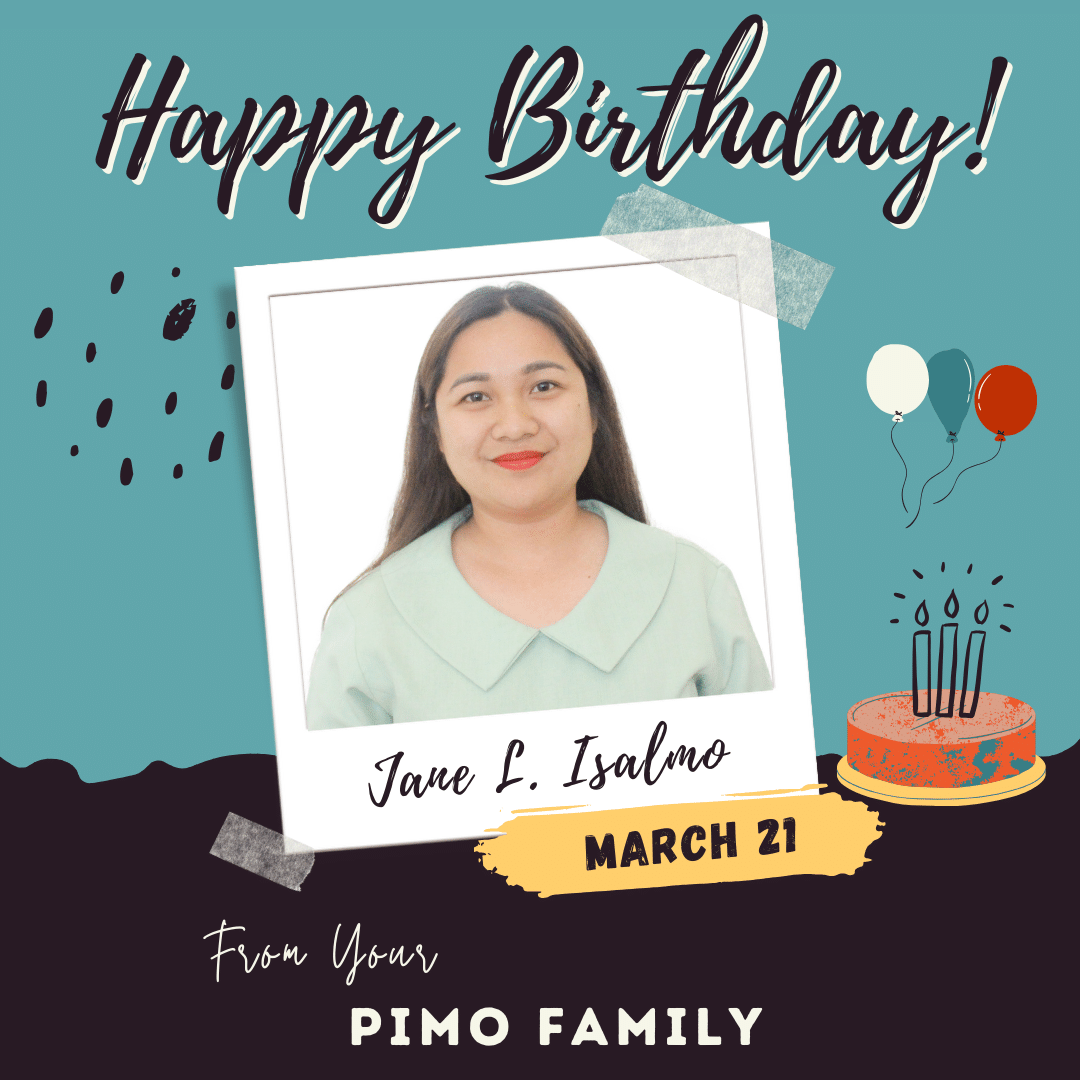 Happy Birthday!
Jane L. Isalmo
MARCH 21
From Your
PIMO FAMILY